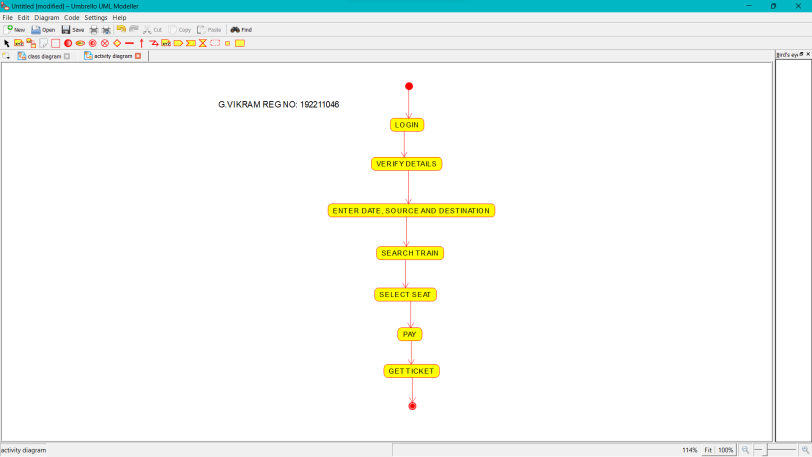 Untitled [modified] – Umbrello UML Modeller
File Edit Diagram Code Settings Help
New Open Save Cut Copy Paste Find
class diagram activity diagram
Bird's eye
G.VIKRAM REG NO: 192211046
LOGIN
VERIFY DETAILS
ENTER DATE, SOURCE AND DESTINATION
SEARCH TRAIN
SELECT SEAT
PAY
GET TICKET
activity diagram
114% Fit 100%